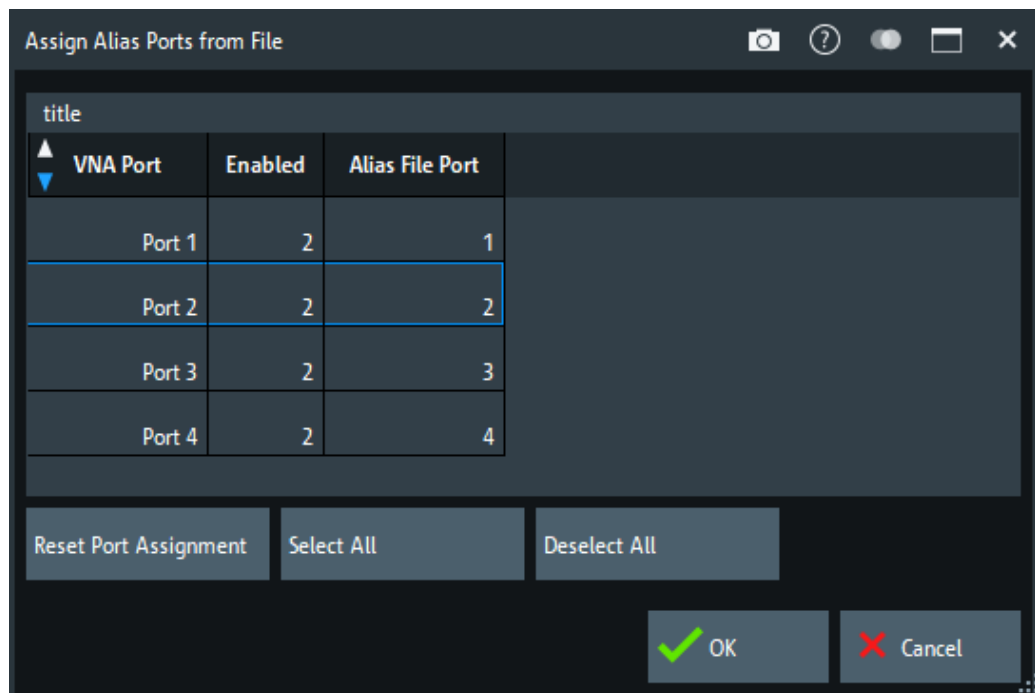 Assign Alias Ports from File
title
VNA Port Enabled Alias File Port
Port 1 2 1
Port 2 2 2
Port 3 2 3
Port 4 2 4
Reset Port Assignment Select All Deselect All
OK Cancel